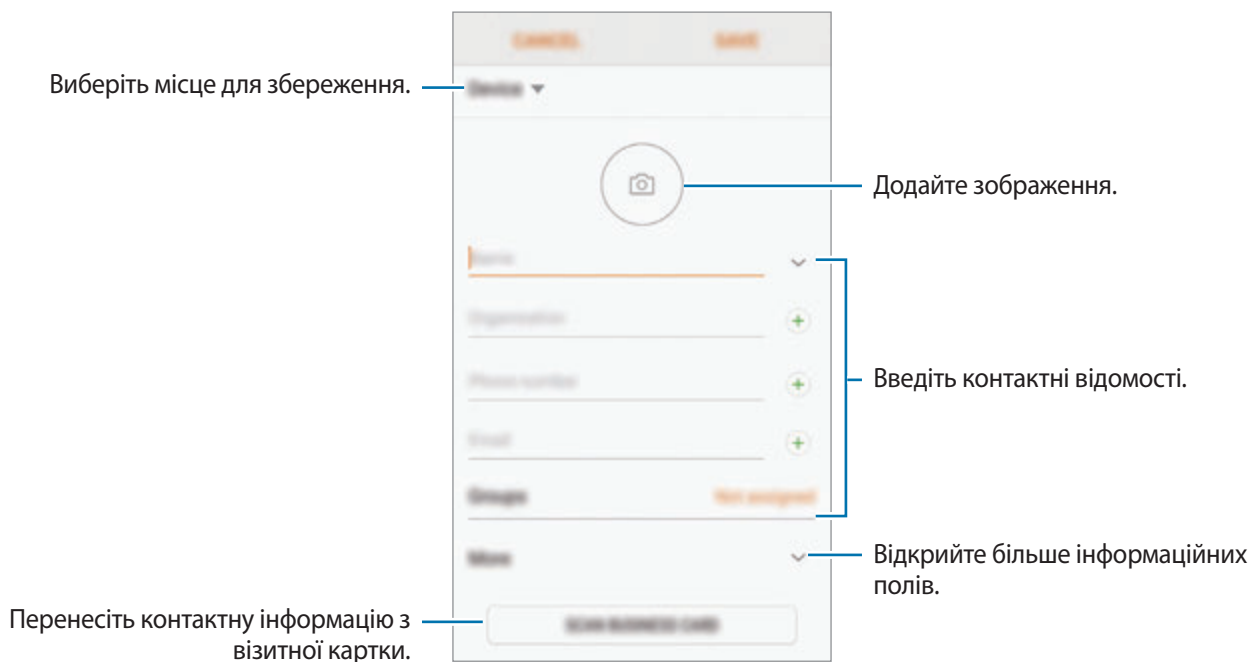 CANCEL
SAVE
Виберіть місце для збереження.
Device
Додайте зображення.
Name
Organisation
Phone number
Введіть контактні відомості.
Email
Groups
Not assigned
More
Відкрийте більше інформаційних
полів.
Перенесіть контактну інформацію з
візитної картки.
SCAN BUSINESS CARD